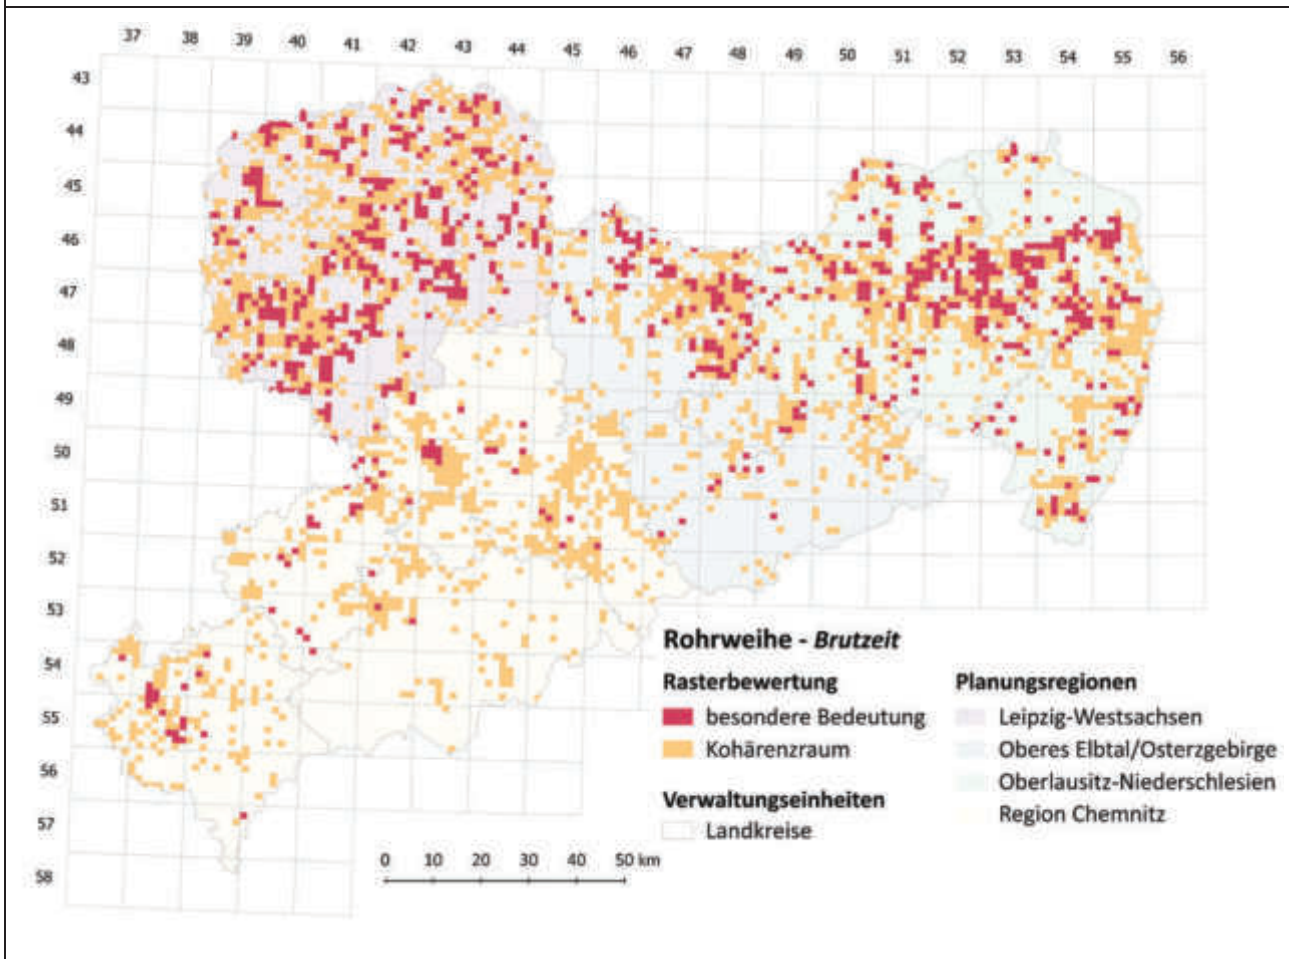 37 38 39 40 41 42 43 44 45 46 47 48 49 50 51 52 53 54 55 56
43
44
45
46
47
48
49
50
51
52
53
54
55
56
57
58
Rohrweihe - Brutzeit
Rasterbewertung
besondere Bedeutung
Kohärenzraum
Verwaltungseinheiten
Landkreise
Planungsregionen
Leipzig-Westsachsen
Oberes Elbtal/Osterzgebirge
Oberlausitz-Niederschlesien
Region Chemnitz
0 10 20 30 40 50 km